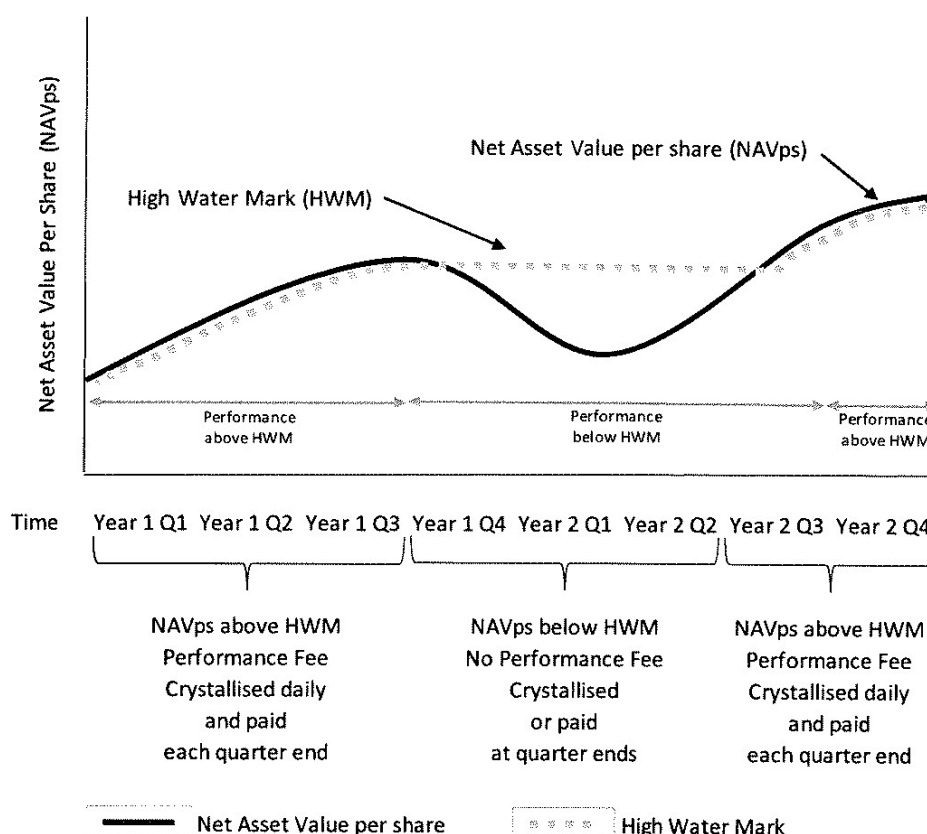 Net Asset Value Per Share (NAVps)
Net Asset Value per share (NAVps)
High Water Mark (HWM)
Performance
above HWM
Performance
below HWM
Performance
above HWM
Time Year 1 Q1 Year 1 Q2 Year 1 Q3 Year 1 Q4 Year 2 Q1 Year 2 Q2 Year 2 Q3 Year 2 Q4
NAVps above HWM
Performance Fee
Crystallised daily
and paid
each quarter end
NAVps below HWM
No Performance Fee
Crystallised
or paid
at quarter ends
NAVps above HWM
Performance Fee
Crystallised daily
and paid
each quarter end
Net Asset Value per share
High Water Mark